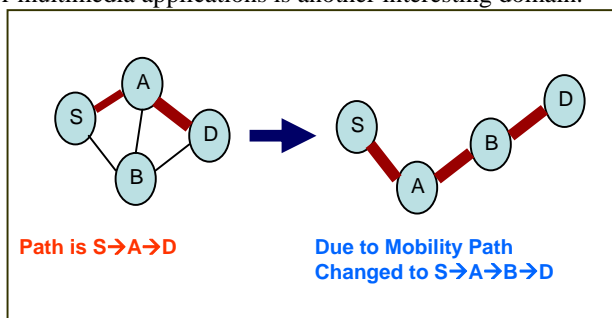 multimedia applications is another interesting domain.
A
S
D
B
D
S
B
A
Path is S→A→D
Due to Mobility Path
Changed to S→A→B→D